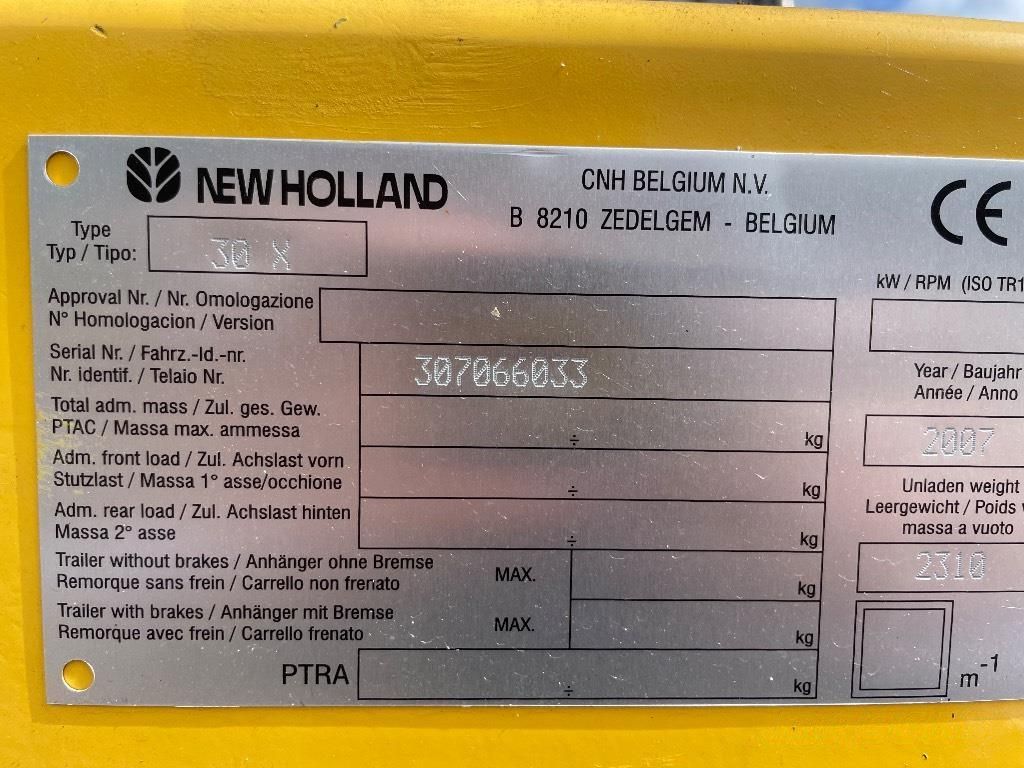 NEW HOLLAND
CNH BELGIUM N.V.
B 8210 ZEDELGEM - BELGIUM
CE
Type
Typ / Tipo:
30 X
kW / RPM (ISO TR1
Approval Nr. / Nr. Omologazione
N° Homologacion / Version
Serial Nr. / Fahrz.-Id.-nr.
Nr. identif. / Telaio Nr.
307066033
Year / Baujahr
Année / Anno
2007
Total adm. mass / Zul. ges. Gew.
PTAC / Massa max. ammessa
÷ kg
Adm. front load / Zul. Achslast vorn
Stutzlast / Massa 1° asse/occhione
÷ kg
Unladen weight
Leergewicht / Poids
massa a vuoto
2310
Adm. rear load / Zul. Achslast hinten
Massa 2° asse
÷ kg
Trailer without brakes / Anhänger ohne Bremse
Remorque sans frein / Carrello non frenato
MAX.
kg
Trailer with brakes / Anhänger mit Bremse
Remorque avec frein / Carrello frenato
MAX.
kg
PTRA
÷ kg
m-1